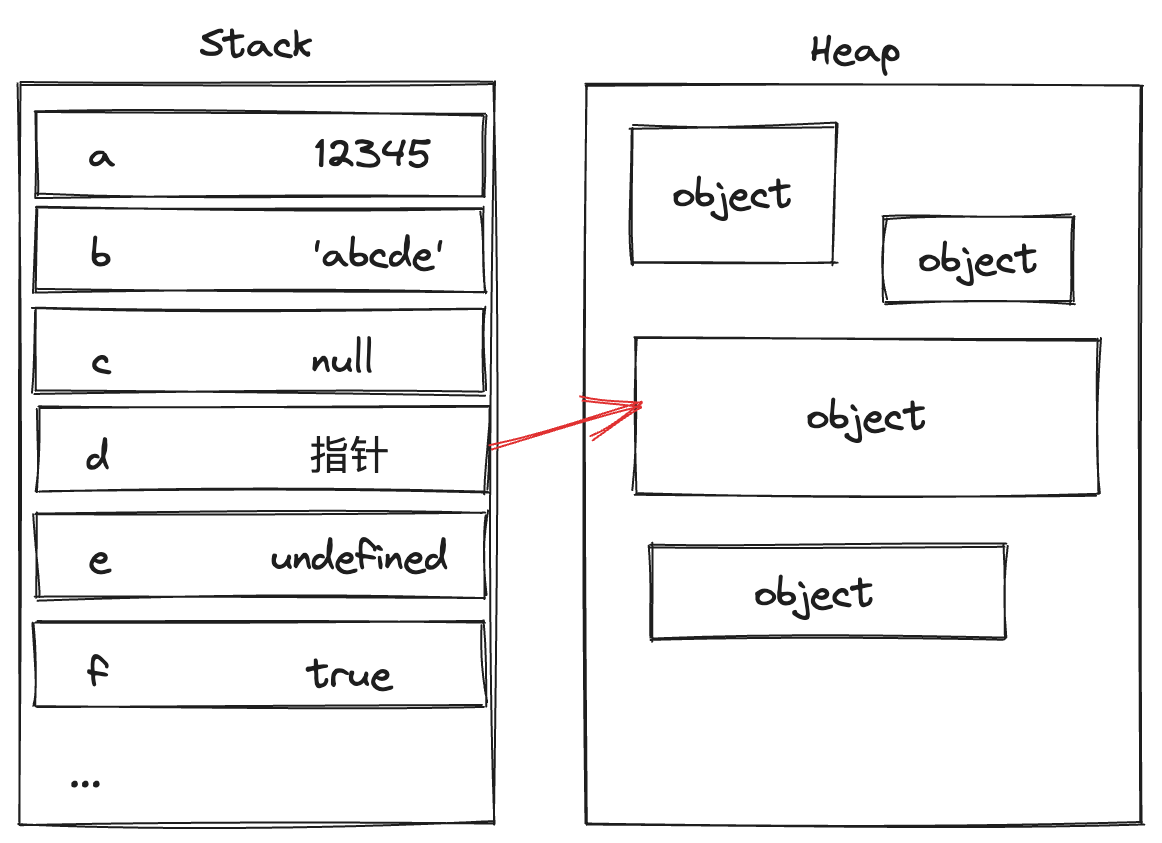 Stack
a 12345
b 'abcde'
c null
d 指针
e undefined
f true
...
Heap
object
object
object
object